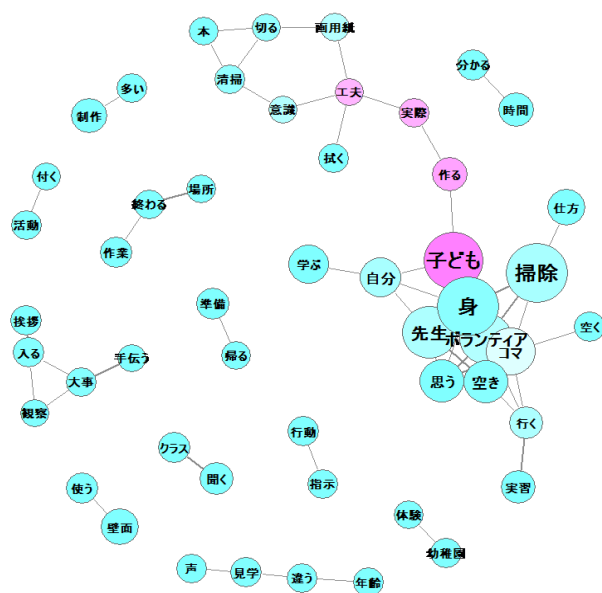 本
切る
画用紙
清掃
意識
工夫
実際
拭く
作る
分かる
時間
多い
制作
付く
活動
場所
終わる
作業
仕方
子ども
掃除
学ぶ
自分
身
先生
ボランティア
コマ
空く
思う
空き
行く
実習
準備
帰る
挨拶
入る
手伝う
大事
観察
クラス
聞く
行動
指示
使う
壁面
体験
幼稚園
声
見学
違う
年齢